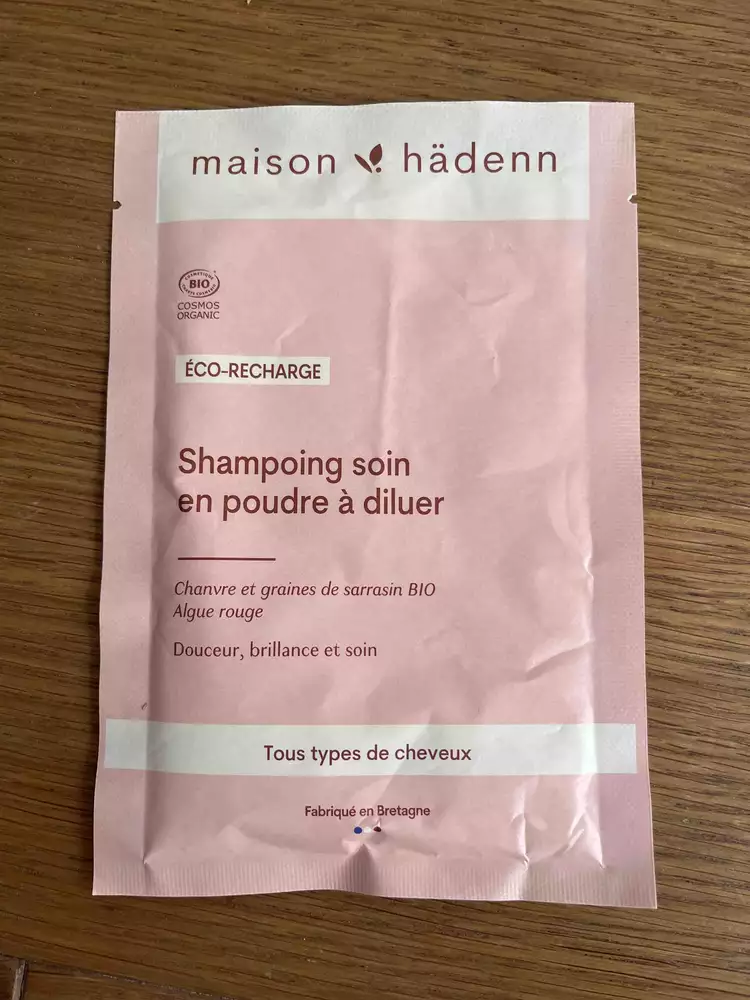 maison hädenn
BIO
COSMOS
ORGANIC
ÉCO-RECHARGE
Shampoing soin
en poudre à diluer
Chanvre et graines de sarrasin BIO
Algue rouge
Douceur, brillance et soin
Tous types de cheveux
Fabriqué en Bretagne